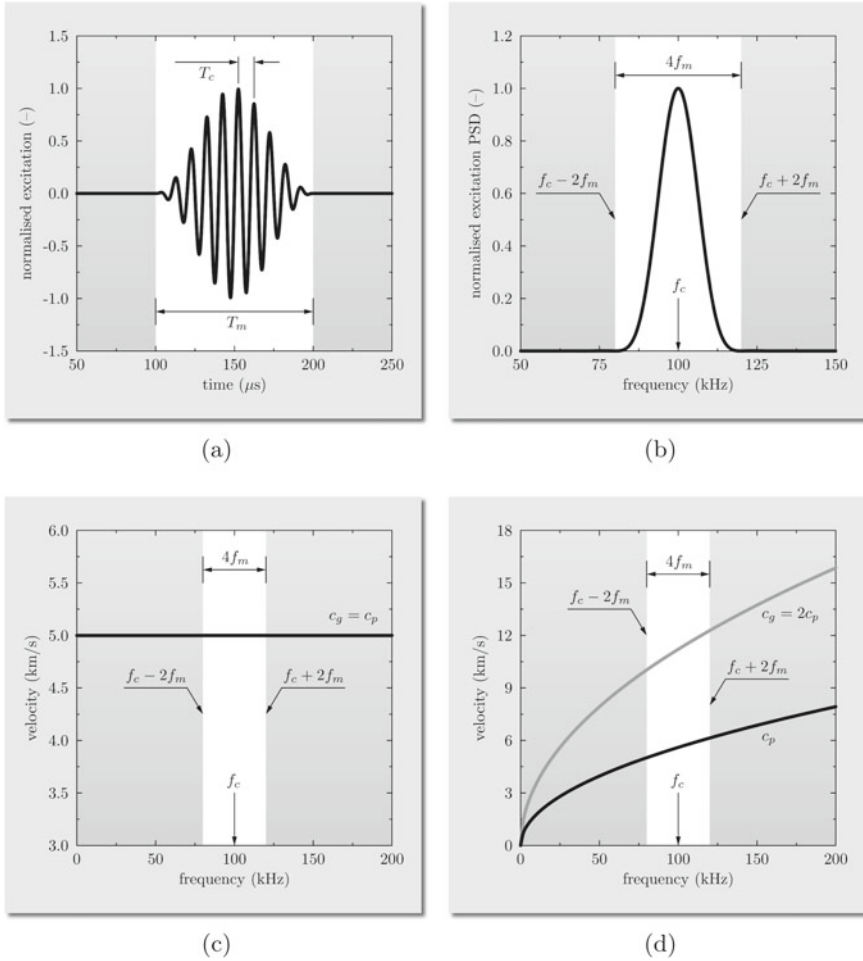 1.5
1.0
0.5
0.0
-0.5
-1.0
-1.5
normalised excitation (–)
T_c
T_m
50
100
150
200
250
time (μs)
(a)
1.2
1.0
0.8
0.6
0.4
0.2
0.0
normalised excitation PSD (–)
4f_m
f_c − 2f_m
f_c + 2f_m
f_c
50
75
100
125
150
frequency (kHz)
(b)
6.0
5.5
5.0
4.5
4.0
3.5
3.0
velocity (km/s)
4f_m
c_g = c_p
f_c − 2f_m
f_c + 2f_m
f_c
0
50
100
150
200
frequency (kHz)
(c)
18
15
12
9
6
3
0
velocity (km/s)
4f_m
f_c − 2f_m
c_g = 2c_p
f_c + 2f_m
c_p
f_c
0
50
100
150
200
frequency (kHz)
(d)